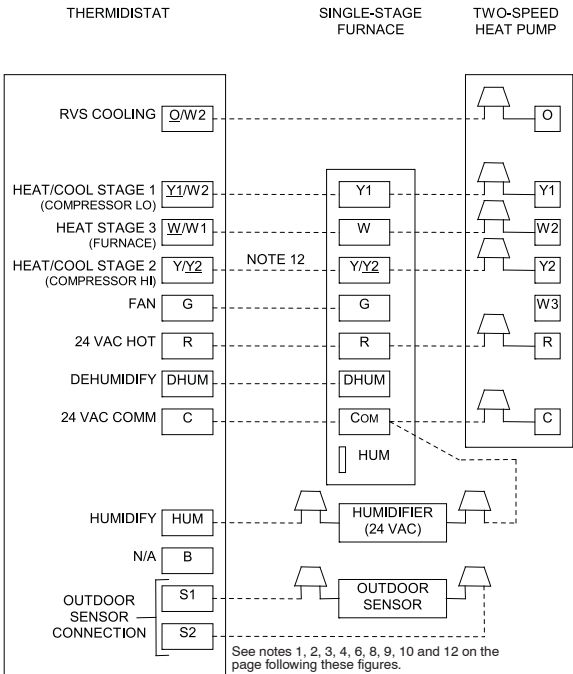 THERMIDISTAT
SINGLE-STAGE
FURNACE
TWO-SPEED
HEAT PUMP
RVS COOLING O/W2 O
HEAT/COOL STAGE 1 Y1/W2 Y1 Y1
(COMPRESSOR LO)
HEAT STAGE 3 W/W1 W W2
(FURNACE)
NOTE 12
HEAT/COOL STAGE 2 Y/Y2 Y/Y2 Y2
(COMPRESSOR HI)
FAN G G W3
24 VAC HOT R R R
DEHUMIDIFY DHUM DHUM
24 VAC COMM C COM C
HUM
HUMIDIFY HUM
HUMIDIFIER
(24 VAC)
N/A B
OUTDOOR
SENSOR
CONNECTION
S1
S2
OUTDOOR
SENSOR
See notes 1, 2, 3, 4, 6, 8, 9, 10 and 12 on the
page following these figures.